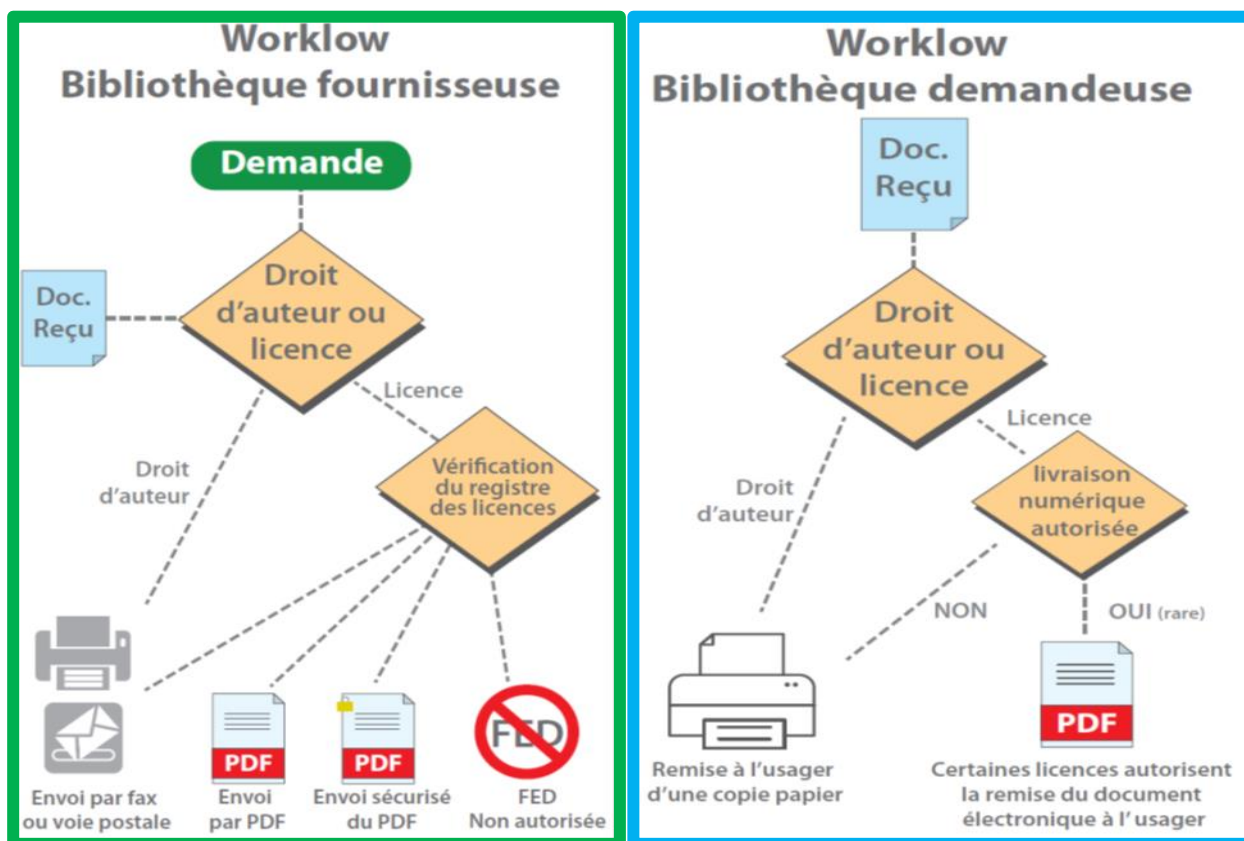 Worklow
Bibliothèque fournisseuse
Demande
Doc.
Reçu
Droit
d'auteur ou
licence
Licence
Droit
d'auteur
Vérification
du registre
des licences
PDF
PDF
FED
Envoi par fax
ou voie postale
Envoi
par PDF
Envoi sécurisé
du PDF
FED
Non autorisée
Worklow
Bibliothèque demandeuse
Doc.
Reçu
Droit
d'auteur ou
licence
Licence
Droit
d'auteur
livraison
numérique
autorisée
NON
OUI (rare)
PDF
Remise à l'usager
d'une copie papier
Certaines licences autorisent
la remise du document
électronique à l' usager